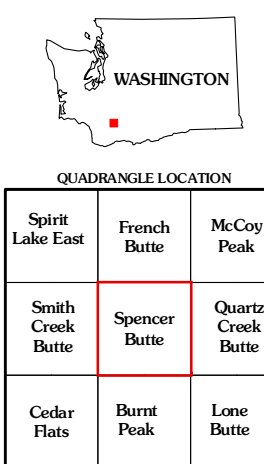 WASHINGTON
QUADRANGLE LOCATION
Spirit
Lake East
French
Butte
McCoy
Peak
Smith
Creek
Butte
Spencer
Butte
Quartz
Creek
Butte
Cedar
Flats
Burnt
Peak
Lone
Butte